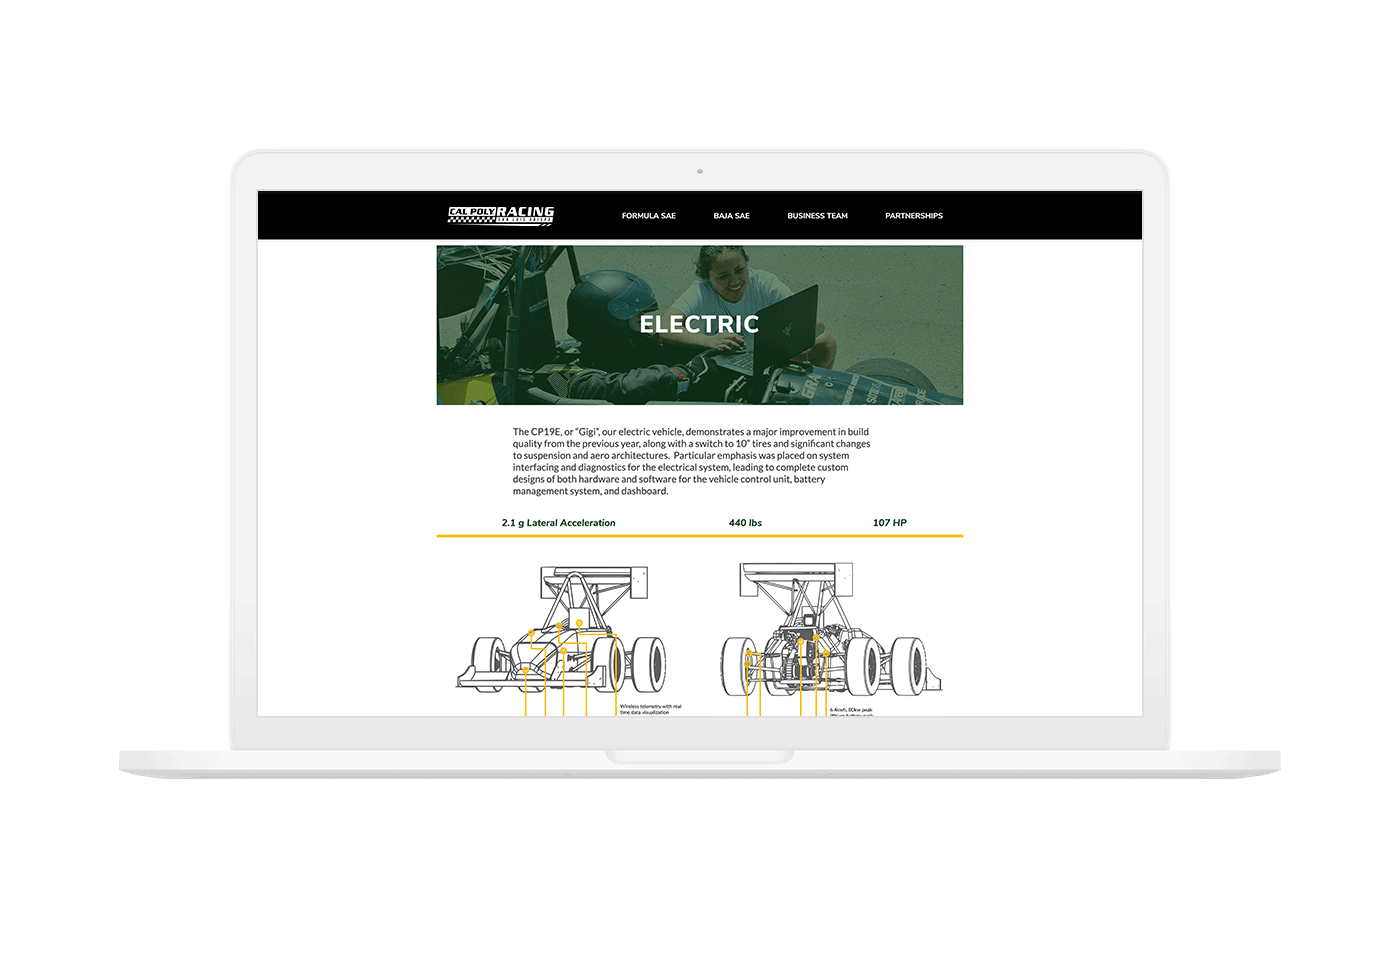 CAL POLY RACING
SAN LUIS OBISPO
FORMULA SAE
BAJA SAE
BUSINESS TEAM
PARTNERSHIPS
ELECTRIC
The CP19E, or “Gigi”, our electric vehicle, demonstrates a major improvement in build
quality from the previous year, along with a switch to 10” tires and significant changes
to suspension and aero architectures. Particular emphasis was placed on system
interfacing and diagnostics for the electrical system, leading to complete custom
designs of both hardware and software for the vehicle control unit, battery
management system, and dashboard.
2.1 g Lateral Acceleration
440 lbs
107 HP
Wireless telemetry with real
time data visualization
peak